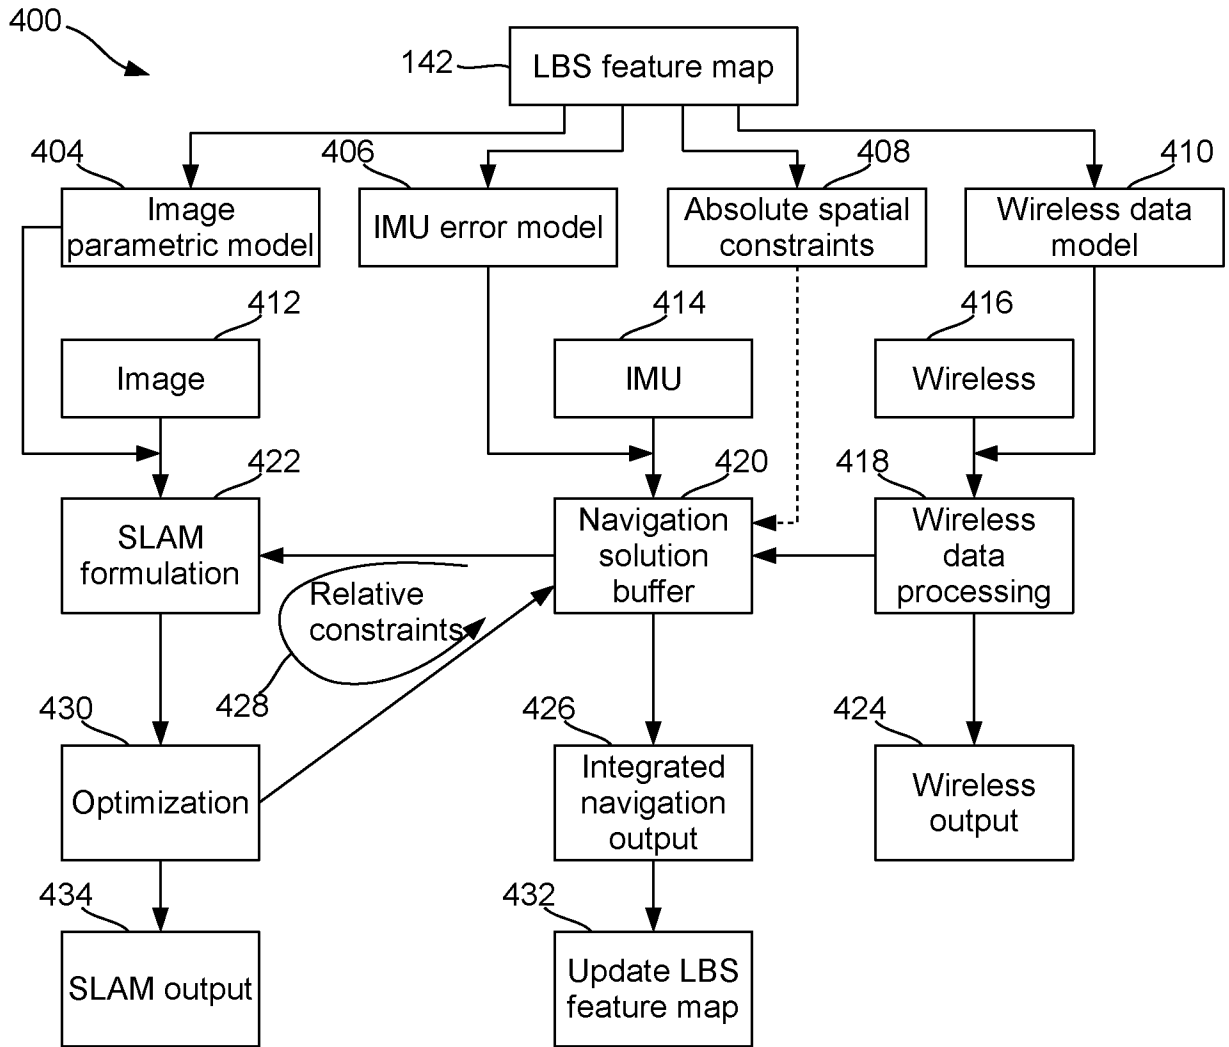 400
142
LBS feature map
404
406
408
410
Image
parametric model
IMU error model
Absolute spatial
constraints
Wireless data
model
412
414
416
Image
IMU
Wireless
422
420
418
SLAM
formulation
Navigation
solution
buffer
Wireless
data
processing
Relative
constraints
428
430
426
424
Optimization
Integrated
navigation
output
Wireless
output
434
432
SLAM output
Update LBS
feature map